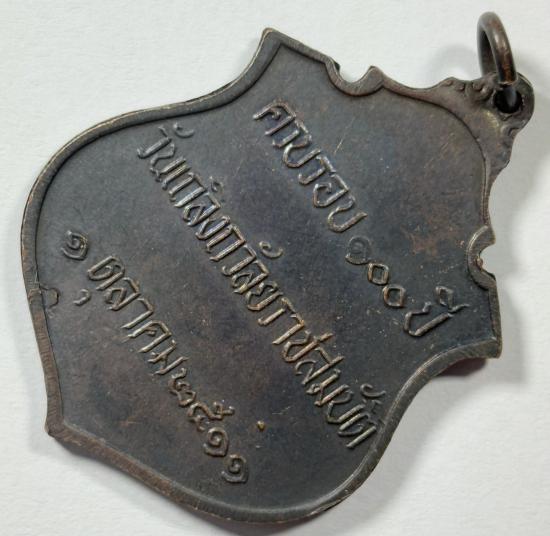 ครบรอบ ๑๐๐ ปี
วันเถลิงถวัลยราชสมบัติ
๑ ตุลาคม ๒๕๑๑